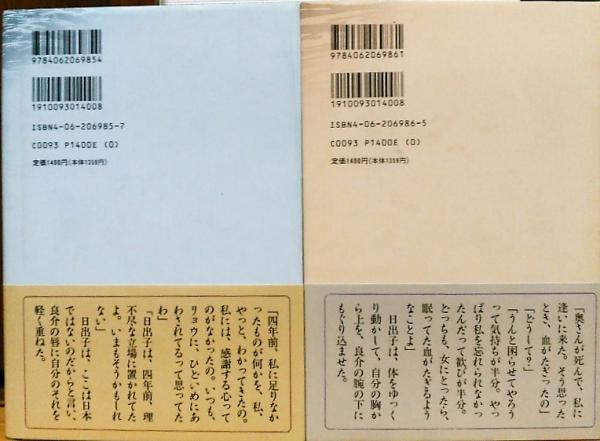 9784062069854
1910093014008
ISBN4-06-206985-7
C0093 P1400E (0)
定価1400円(本体1359円)
「四年前、私に足りなか
ったものが何かを、私、
やっと、わかってきたの。
私には、感謝する心って
のがなかったの。いつも、
リョウに、ひどいめにあ
わされてるって思ってた
わ」
「日出子は、四年前、理
不尽な立場に置かれてた
よ。いまもそうかもしれ
ない」
日出子は、ここは日本
ではないのだからと言い、
良介の唇に自分のそれを
軽く重ねた。
9784062069861
1910093014008
ISBN4-06-206986-5
C0093 P1400E (0)
定価1400円(本体1359円)
「奥さんが死んで、私に
逢いに来た。そう思った
とき、血がたぎったの」
「どうして?」
「うんと困らせてやろう
って気持ちが半分。やっ
ぱり私を忘れられなかっ
たんだって歓びが半分。
どっちも、女にとったら、
眠ってた血がたぎるよう
なことよ」
日出子は、体をゆっく
り動かして、自分の胸か
ら上を、良介の腕の下に
もぐり込ませた。